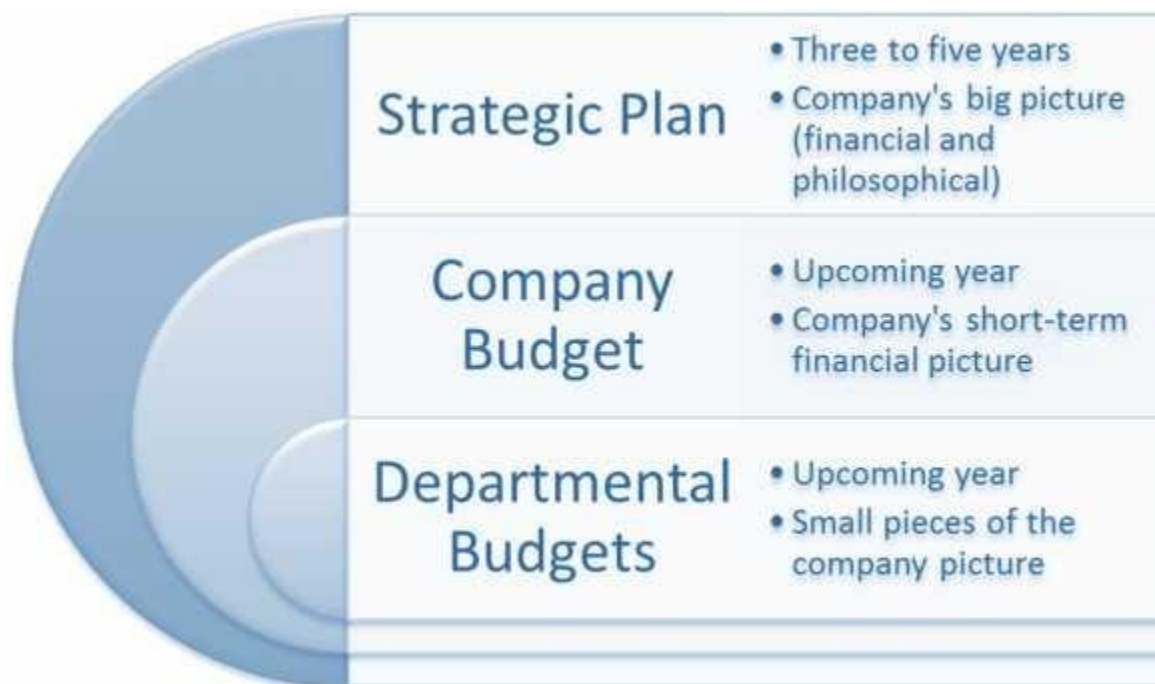 Strategic Plan
• Three to five years
• Company's big picture
(financial and
philosophical)
Company
Budget
• Upcoming year
• Company's short-term
financial picture
Departmental
Budgets
• Upcoming year
• Small pieces of the
company picture